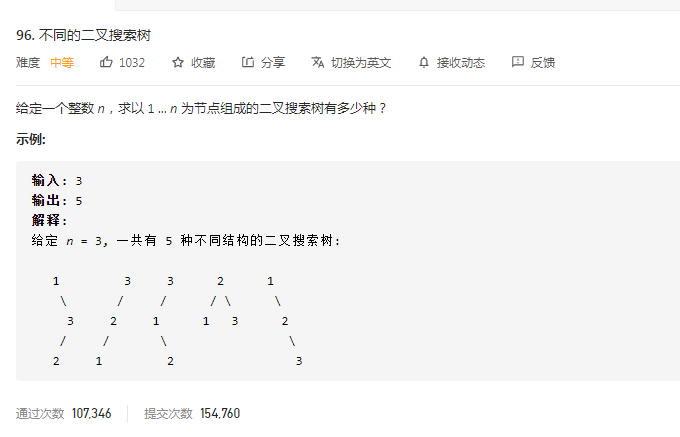 96. 不同的二叉搜索树
难度 中等 1032 收藏 分享 切换为英文 接收动态 反馈
给定一个整数 n，求以 1 ... n 为节点组成的二叉搜索树有多少种？
示例:
输入: 3
输出: 5
解释:
给定 n = 3, 一共有 5 种不同结构的二叉搜索树:
   1         3     3      2      1
    \       /     /      / \      \
     3     2     1      1   3      2
    /     /       \                 \
   2     1         2                 3
通过次数 107,346 提交次数 154,760